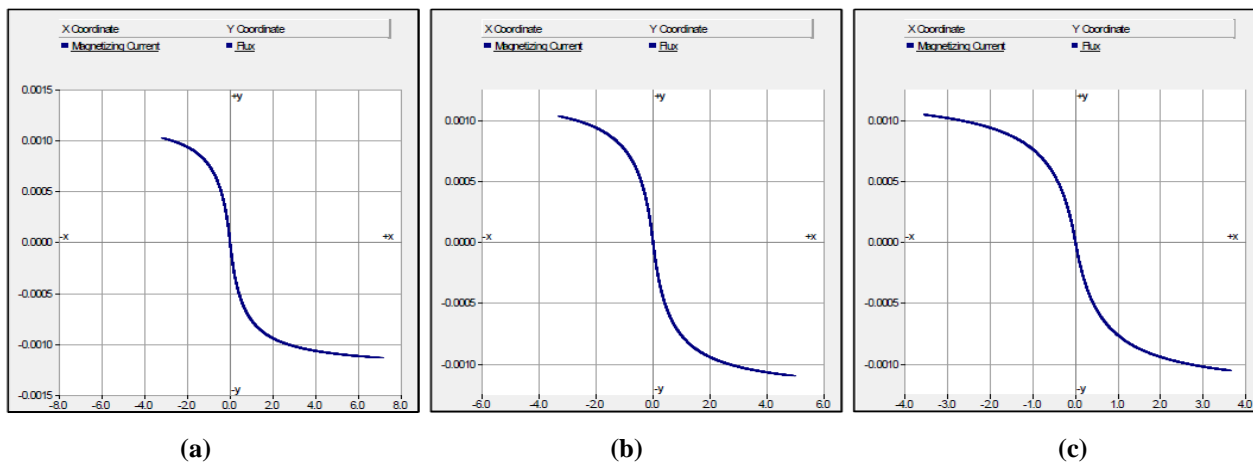 X Coordinate Y Coordinate
Magnetizing Current Flux
0.0015
0.0010
0.0005
0.0000
-0.0005
-0.0010
-0.0015
+y
-x +x
-y
-8.0 -6.0 -4.0 -2.0 0.0 2.0 4.0 6.0 8.0
(a)
X Coordinate Y Coordinate
Magnetizing Current Flux
0.0010
0.0005
0.0000
-0.0005
-0.0010
+y
-x +x
-y
-6.0 -4.0 -2.0 0.0 2.0 4.0 6.0
(b)
X Coordinate Y Coordinate
Magnetizing Current Flux
0.0010
0.0005
0.0000
-0.0005
-0.0010
+y
-x +x
-y
-4.0 -3.0 -2.0 -1.0 0.0 1.0 2.0 3.0 4.0
(c)